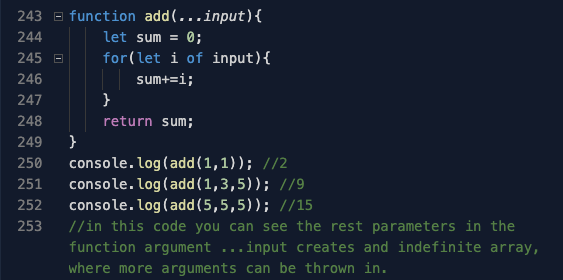 243 function add(...input){
244     let sum = 0;
245     for(let i of input){
246         sum+=i;
247     }
248     return sum;
249 }
250 console.log(add(1,1)); //2
251 console.log(add(1,3,5)); //9
252 console.log(add(5,5,5)); //15
253 //in this code you can see the rest parameters in the
function argument ...input creates and indefinite array,
where more arguments can be thrown in.